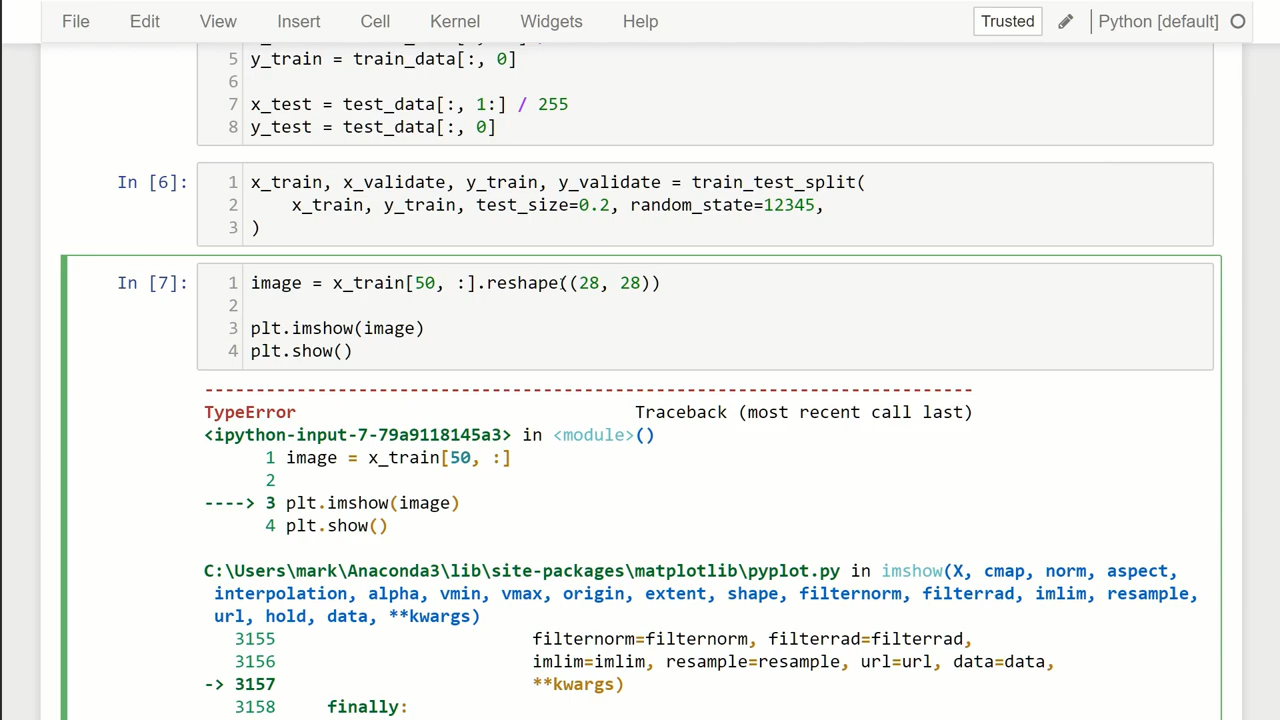 File Edit View Insert Cell Kernel Widgets Help Trusted Python [default]
5 y_train = train_data[:, 0]
6
7 x_test = test_data[:, 1:] / 255
8 y_test = test_data[:, 0]
In [6]: 1 x_train, x_validate, y_train, y_validate = train_test_split(
2 x_train, y_train, test_size=0.2, random_state=12345,
3 )
In [7]: 1 image = x_train[50, :].reshape((28, 28))
2
3 plt.imshow(image)
4 plt.show()
---------------------------------------------------------------------------
TypeError Traceback (most recent call last)
<ipython-input-7-79a9118145a3> in <module>()
1 image = x_train[50, :]
2
----> 3 plt.imshow(image)
4 plt.show()
C:\Users\mark\Anaconda3\lib\site-packages\matplotlib\pyplot.py in imshow(X, cmap, norm, aspect,
interpolation, alpha, vmin, vmax, origin, extent, shape, filternorm, filterrad, imlim, resample,
url, hold, data, **kwargs)
3155 filternorm=filternorm, filterrad=filterrad,
3156 imlim=imlim, resample=resample, url=url, data=data,
-> 3157 **kwargs)
3158 finally: